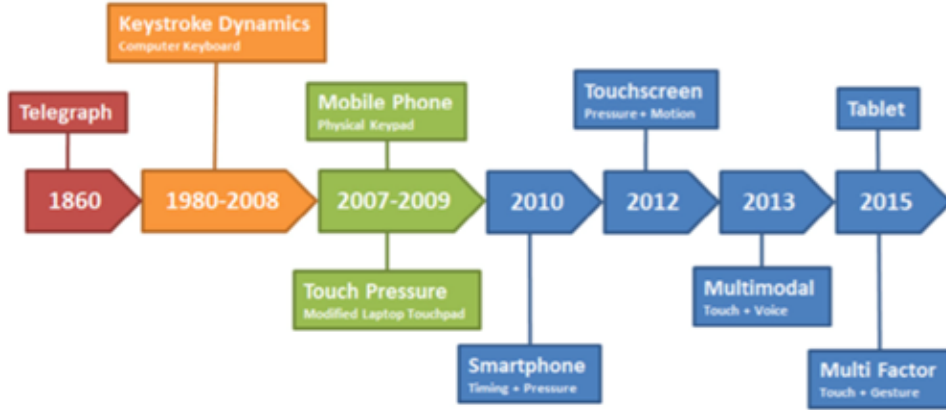 Keystroke Dynamics
Computer Keyboard
Telegraph
Mobile Phone
Physical Keypad
Touchscreen
Pressure + Motion
Tablet
1860
1980-2008
2007-2009
2010
2012
2013
2015
Touch Pressure
Modified Laptop Touchpad
Multimodal
Touch + Voice
Smartphone
Timing + Pressure
Multi Factor
Touch + Gesture